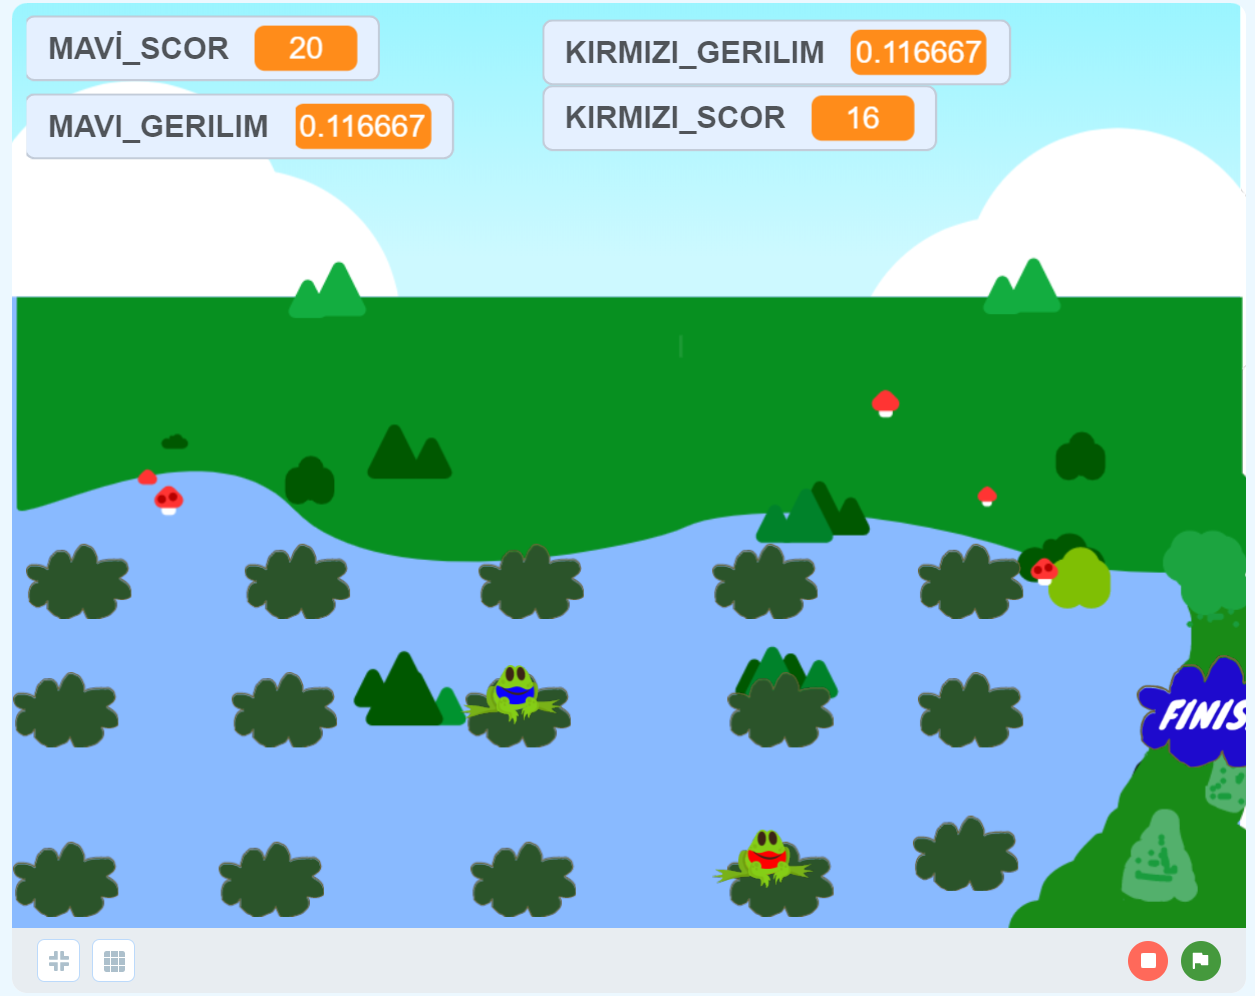 MAVİ_SCOR 20
KIRMIZI_GERILIM 0.116667
MAVI_GERILIM 0.116667
KIRMIZI_SCOR 16
FINIS